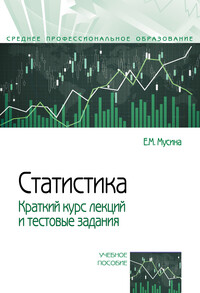 СРЕДНЕЕ ПРОФЕССИОНАЛЬНОЕ ОБРАЗОВАНИЕ
Е.М. Мусина
Статистика
Краткий курс лекций
и тестовые задания
УЧЕБНОЕ
ПОСОБИЕ